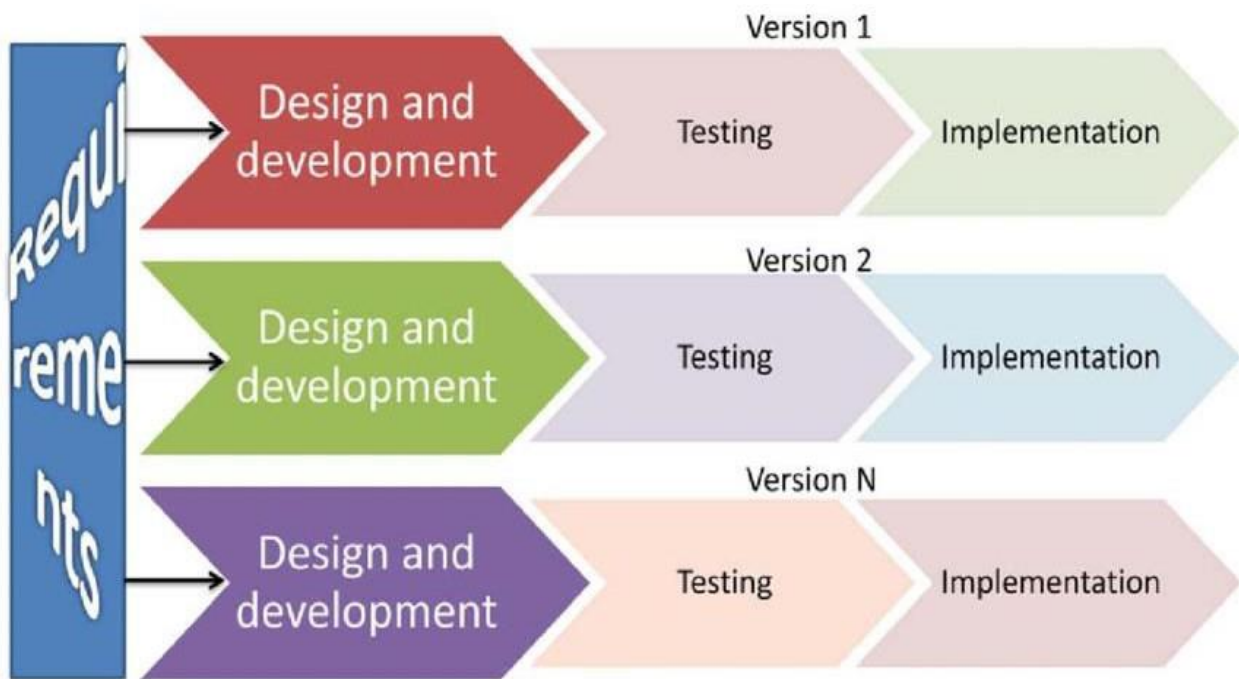 Requi
reme
nts
Version 1
Design and
development
Testing
Implementation
Version 2
Design and
development
Testing
Implementation
Version N
Design and
development
Testing
Implementation